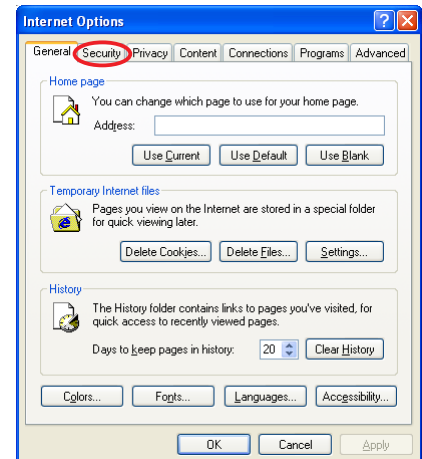 Internet Options
General Security Privacy Content Connections Programs Advanced
Home page
You can change which page to use for your home page.
Address:
Use Current Use Default Use Blank
Temporary Internet files
Pages you view on the Internet are stored in a special folder
for quick viewing later.
Delete Cookies... Delete Files... Settings...
History
The History folder contains links to pages you've visited, for
quick access to recently viewed pages.
Days to keep pages in history: 20 Clear History
Colors... Fonts... Languages... Accessibility...
OK Cancel Apply